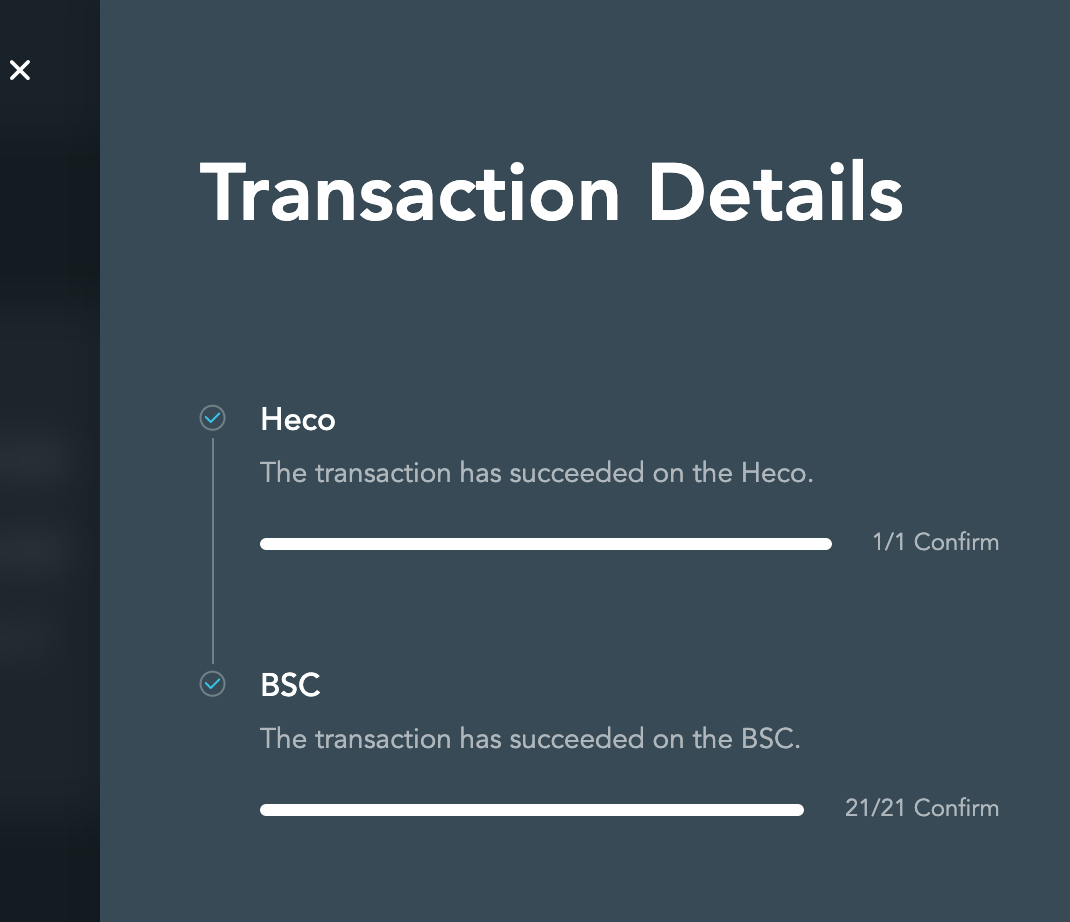 Transaction Details
Heco
The transaction has succeeded on the Heco.
1/1 Confirm
BSC
The transaction has succeeded on the BSC.
21/21 Confirm